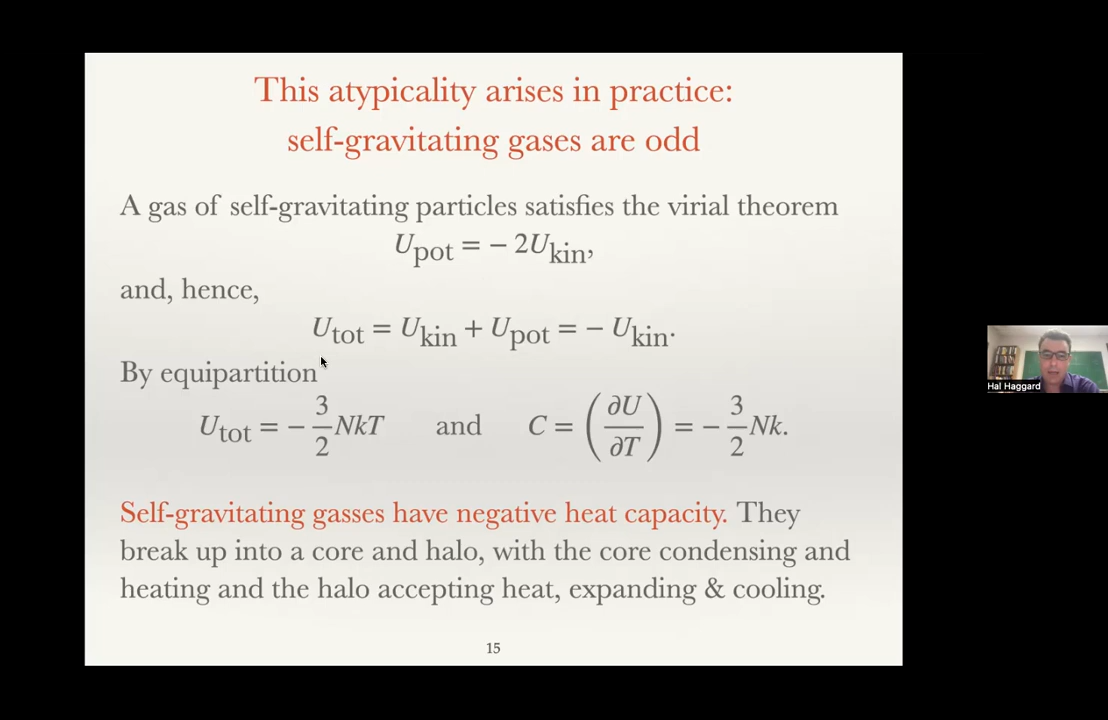 This atypicality arises in practice:
self-gravitating gases are odd
A gas of self-gravitating particles satisfies the virial theorem
U_pot = − 2U_kin,
and, hence,
U_tot = U_kin + U_pot = − U_kin.
By equipartition
U_tot = −3/2 NkT and C = (∂U/∂T) = −3/2 Nk.
Self-gravitating gasses have negative heat capacity. They
break up into a core and halo, with the core condensing and
heating and the halo accepting heat, expanding & cooling.
15
Hal Haggard